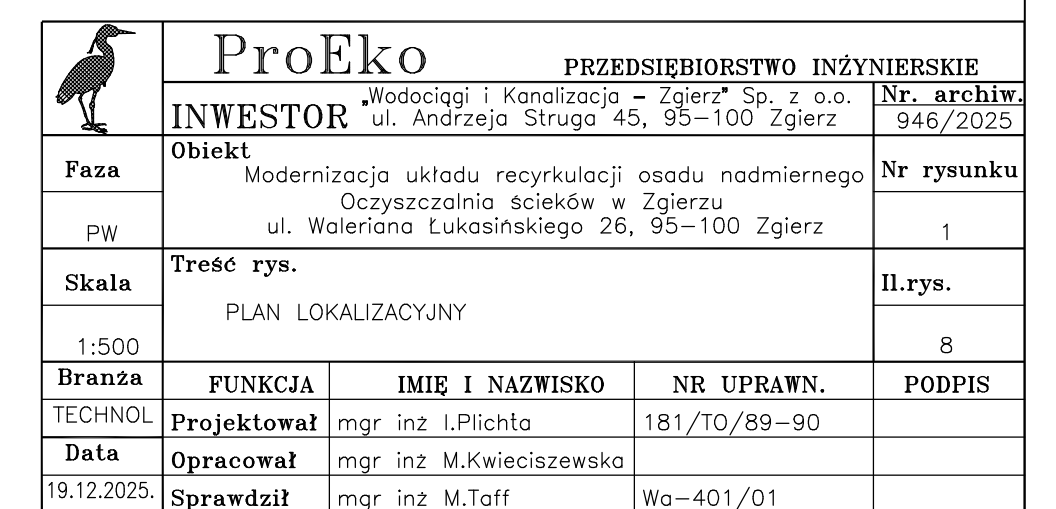 ProEko PRZEDSIĘBIORSTWO INŻYNIERSKIE
INWESTOR „Wodociągi i Kanalizacja – Zgierz" Sp. z o.o.
ul. Andrzeja Struga 45, 95–100 Zgierz
Nr. archiw.
946/2025
Faza
PW
Obiekt
Modernizacja układu recyrkulacji osadu nadmiernego
Oczyszczalnia ścieków w Zgierzu
ul. Waleriana Łukasińskiego 26, 95–100 Zgierz
Nr rysunku
1
Skala
1:500
Treść rys.
PLAN LOKALIZACYJNY
Il.rys.
8
Branża FUNKCJA IMIĘ I NAZWISKO NR UPRAWN. PODPIS
TECHNOL Projektował mgr inż I.Plichta 181/TO/89–90
Data Opracował mgr inż M.Kwieciszewska
19.12.2025. Sprawdził mgr inż M.Taff Wa–401/01